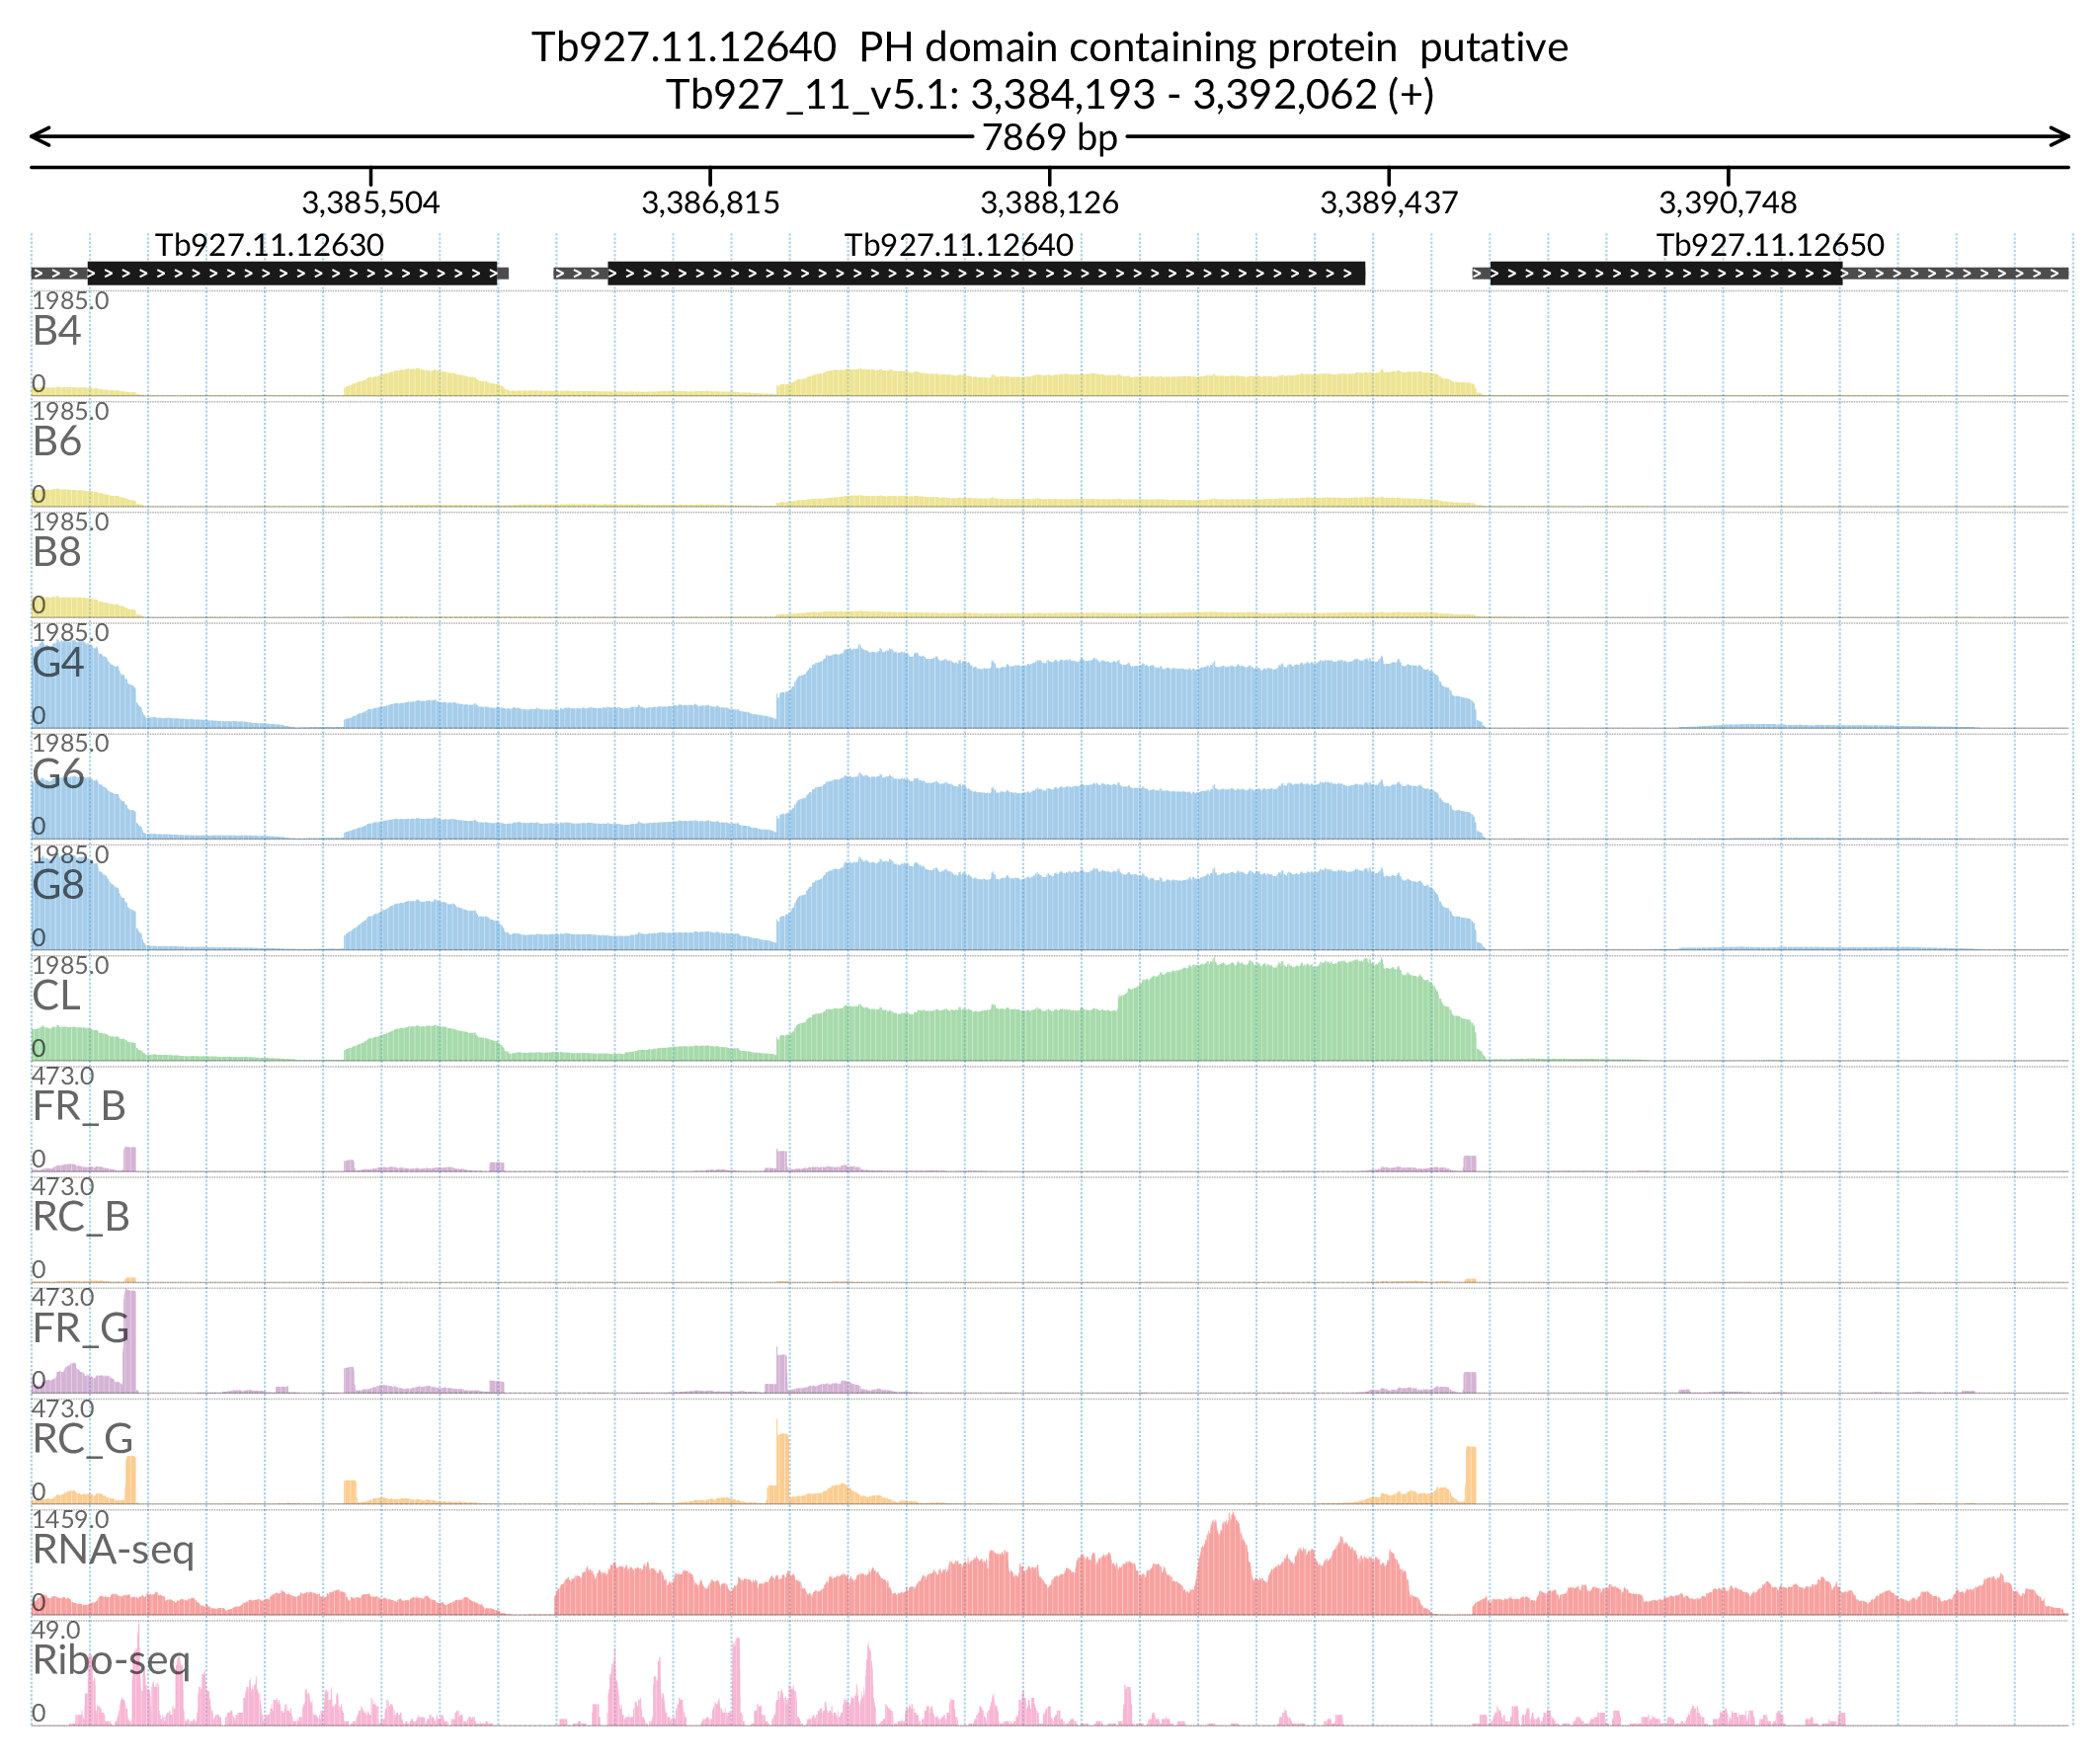 Tb927.11.12640 PH domain containing protein putative
Tb927_11_v5.1: 3,384,193 - 3,392,062 (+)
7869 bp
3,385,504 3,386,815 3,388,126 3,389,437 3,390,748
Tb927.11.12630 Tb927.11.12640 Tb927.11.12650
1985.0
B4
0
1985.0
B6
0
1985.0
B8
0
1985.0
G4
0
1985.0
G6
0
1985.0
G8
0
1985.0
CL
0
473.0
FR_B
0
473.0
RC_B
0
473.0
FR_G
0
473.0
RC_G
0
1459.0
RNA-seq
0
49.0
Ribo-seq
0